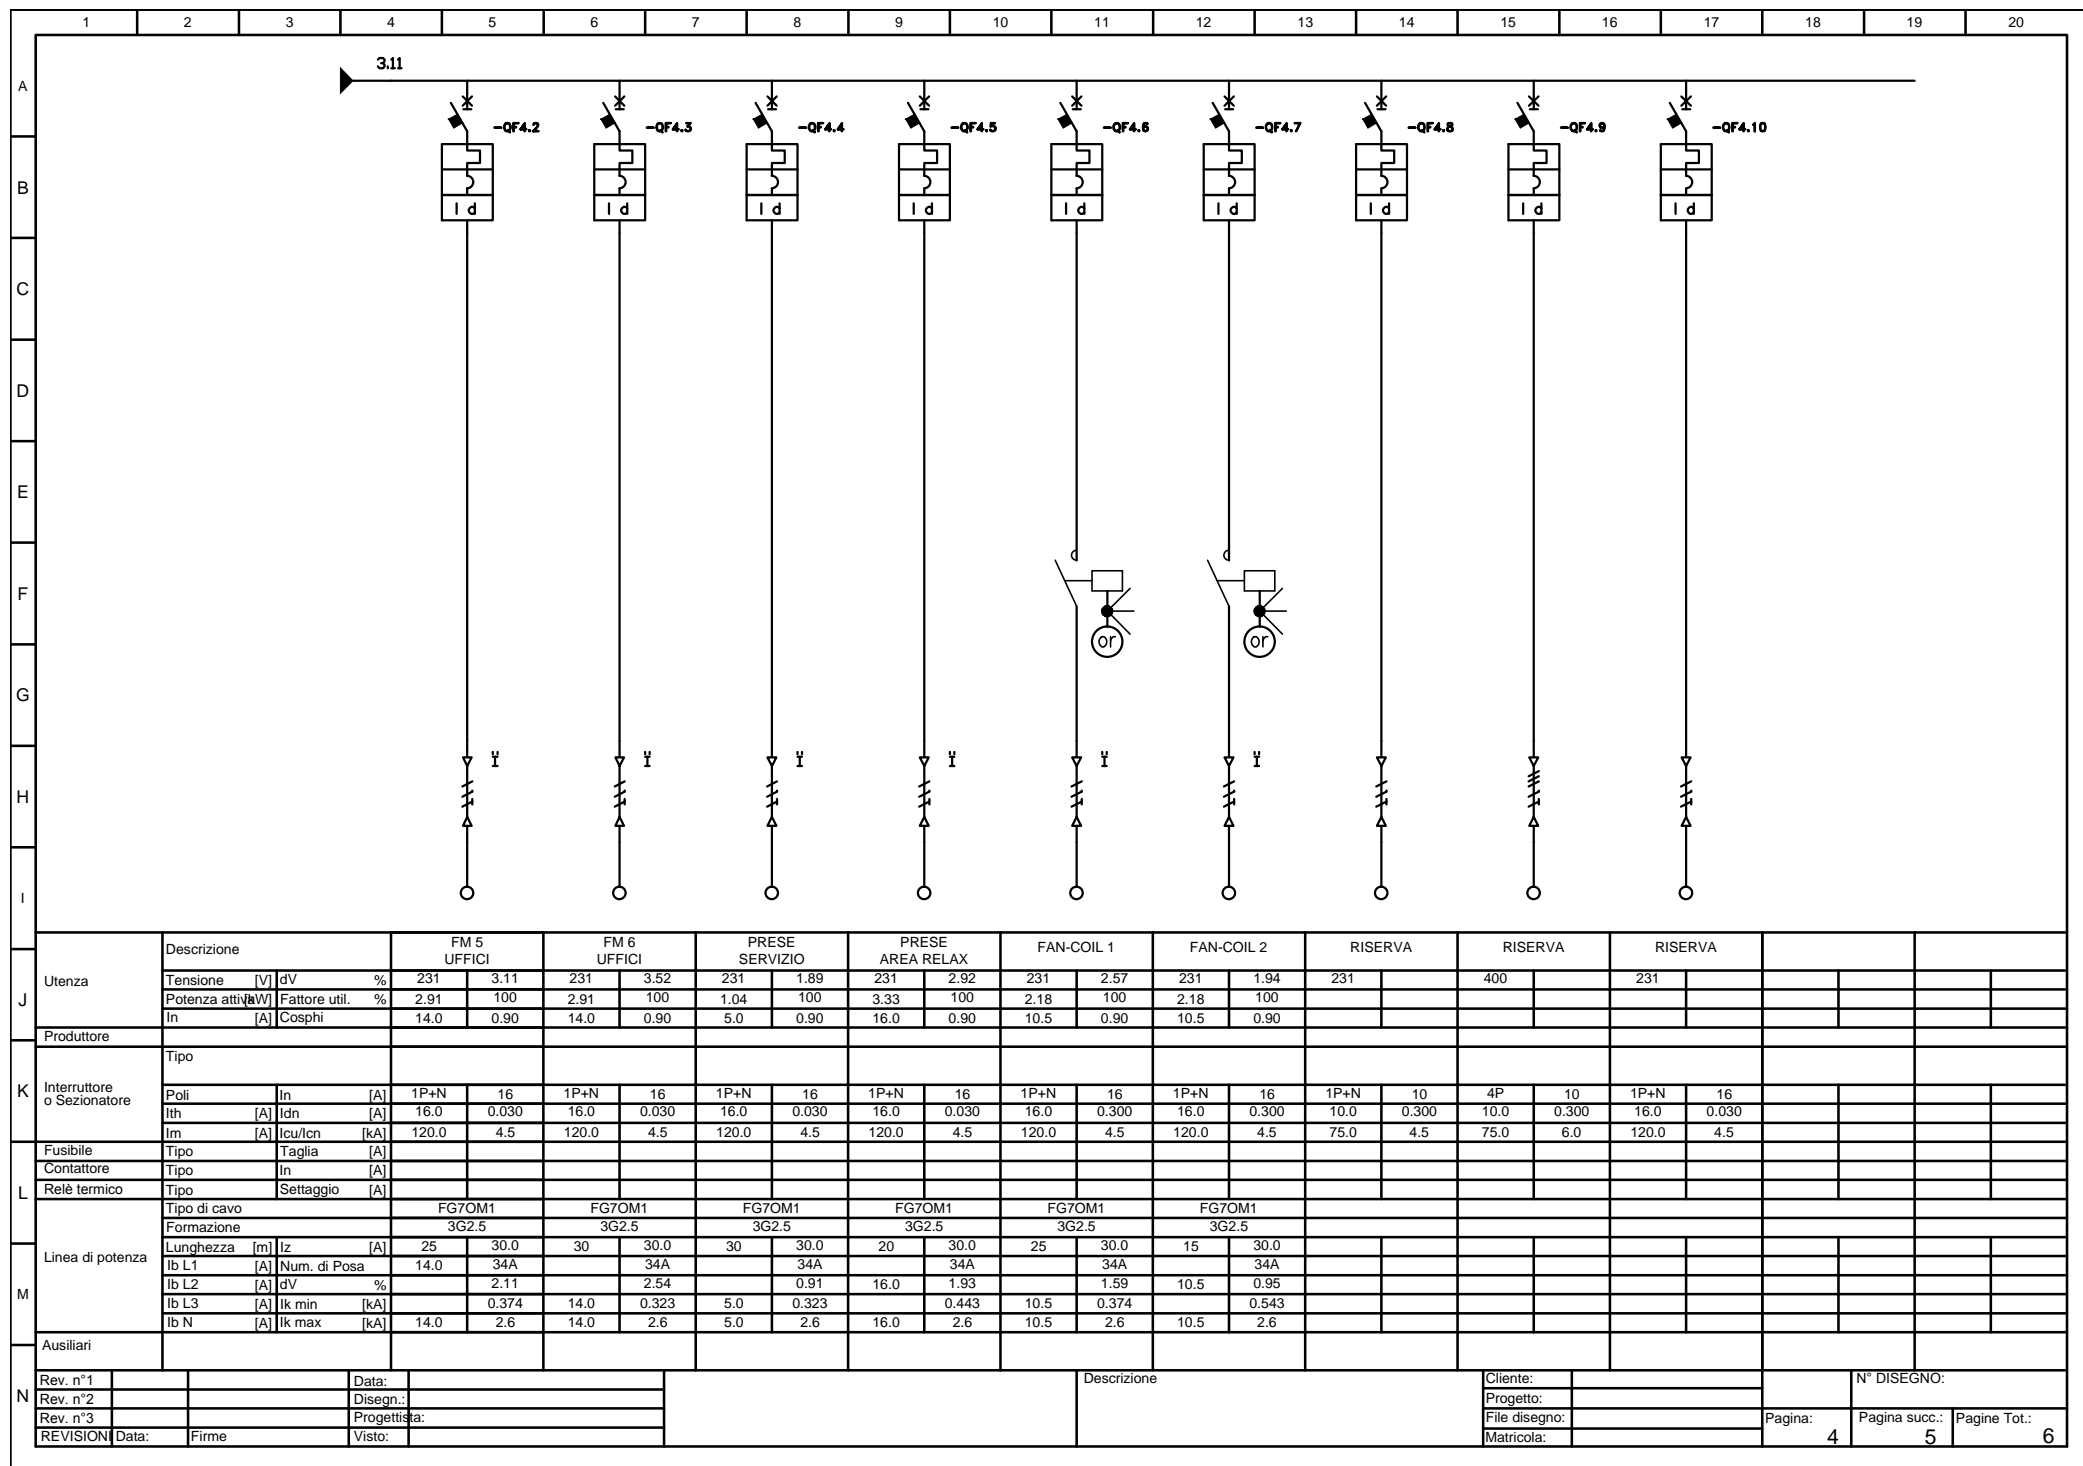 1 2 3 4 5 6 7 8 9 10 11 12 13 14 15 16 17 18 19 20
A
B
C
D
E
F
G
H
I
J
K
L
M
N
3.11
-QF4.2 -QF4.3 -QF4.4 -QF4.5 -QF4.6 -QF4.7 -QF4.8 -QF4.9 -QF4.10
I d I d I d I d I d I d I d I d I d
or or
Ï Ï Ï Ï Ï Ï
Utenza
Descrizione FM 5 UFFICI FM 6 UFFICI PRESE SERVIZIO PRESE AREA RELAX FAN-COIL 1 FAN-COIL 2 RISERVA RISERVA RISERVA
Tensione [V] dV % 231 3.11 231 3.52 231 1.89 231 2.92 231 2.57 231 1.94 231 400 231
Potenza attiva [kW] Fattore util. % 2.91 100 2.91 100 1.04 100 3.33 100 2.18 100 2.18 100
In [A] Cosphi 14.0 0.90 14.0 0.90 5.0 0.90 16.0 0.90 10.5 0.90 10.5 0.90
Produttore
Interruttore
o Sezionatore
Tipo
Poli In [A] 1P+N 16 1P+N 16 1P+N 16 1P+N 16 1P+N 16 1P+N 16 1P+N 10 4P 10 1P+N 16
Ith [A] Idn [A] 16.0 0.030 16.0 0.030 16.0 0.030 16.0 0.030 16.0 0.300 16.0 0.300 10.0 0.300 10.0 0.300 16.0 0.030
Im [A] Icu/Icn [kA] 120.0 4.5 120.0 4.5 120.0 4.5 120.0 4.5 120.0 4.5 120.0 4.5 75.0 4.5 75.0 6.0 120.0 4.5
Fusibile Tipo Taglia [A]
Contattore Tipo In [A]
Relè termico Tipo Settaggio [A]
Linea di potenza
Tipo di cavo FG7OM1 FG7OM1 FG7OM1 FG7OM1 FG7OM1 FG7OM1
Formazione 3G2.5 3G2.5 3G2.5 3G2.5 3G2.5 3G2.5
Lunghezza [m] Iz [A] 25 30.0 30 30.0 30 30.0 20 30.0 25 30.0 15 30.0
Ib L1 [A] Num. di Posa 14.0 34A 34A 34A 34A 34A 34A
Ib L2 [A] dV % 2.11 2.54 0.91 16.0 1.93 1.59 10.5 0.95
Ib L3 [A] Ik min [kA] 0.374 14.0 0.323 5.0 0.323 0.443 10.5 0.374 0.543
Ib N [A] Ik max [kA] 14.0 2.6 14.0 2.6 5.0 2.6 16.0 2.6 10.5 2.6 10.5 2.6
Ausiliari
Rev. n°1 Data: Descrizione Cliente: N° DISEGNO:
Rev. n°2 Disegn.: Progetto:
Rev. n°3 Progettista: File disegno: Pagina: Pagina succ.: Pagine Tot.:
REVISIONI Data: Firme Visto: Matricola: 4 5 6